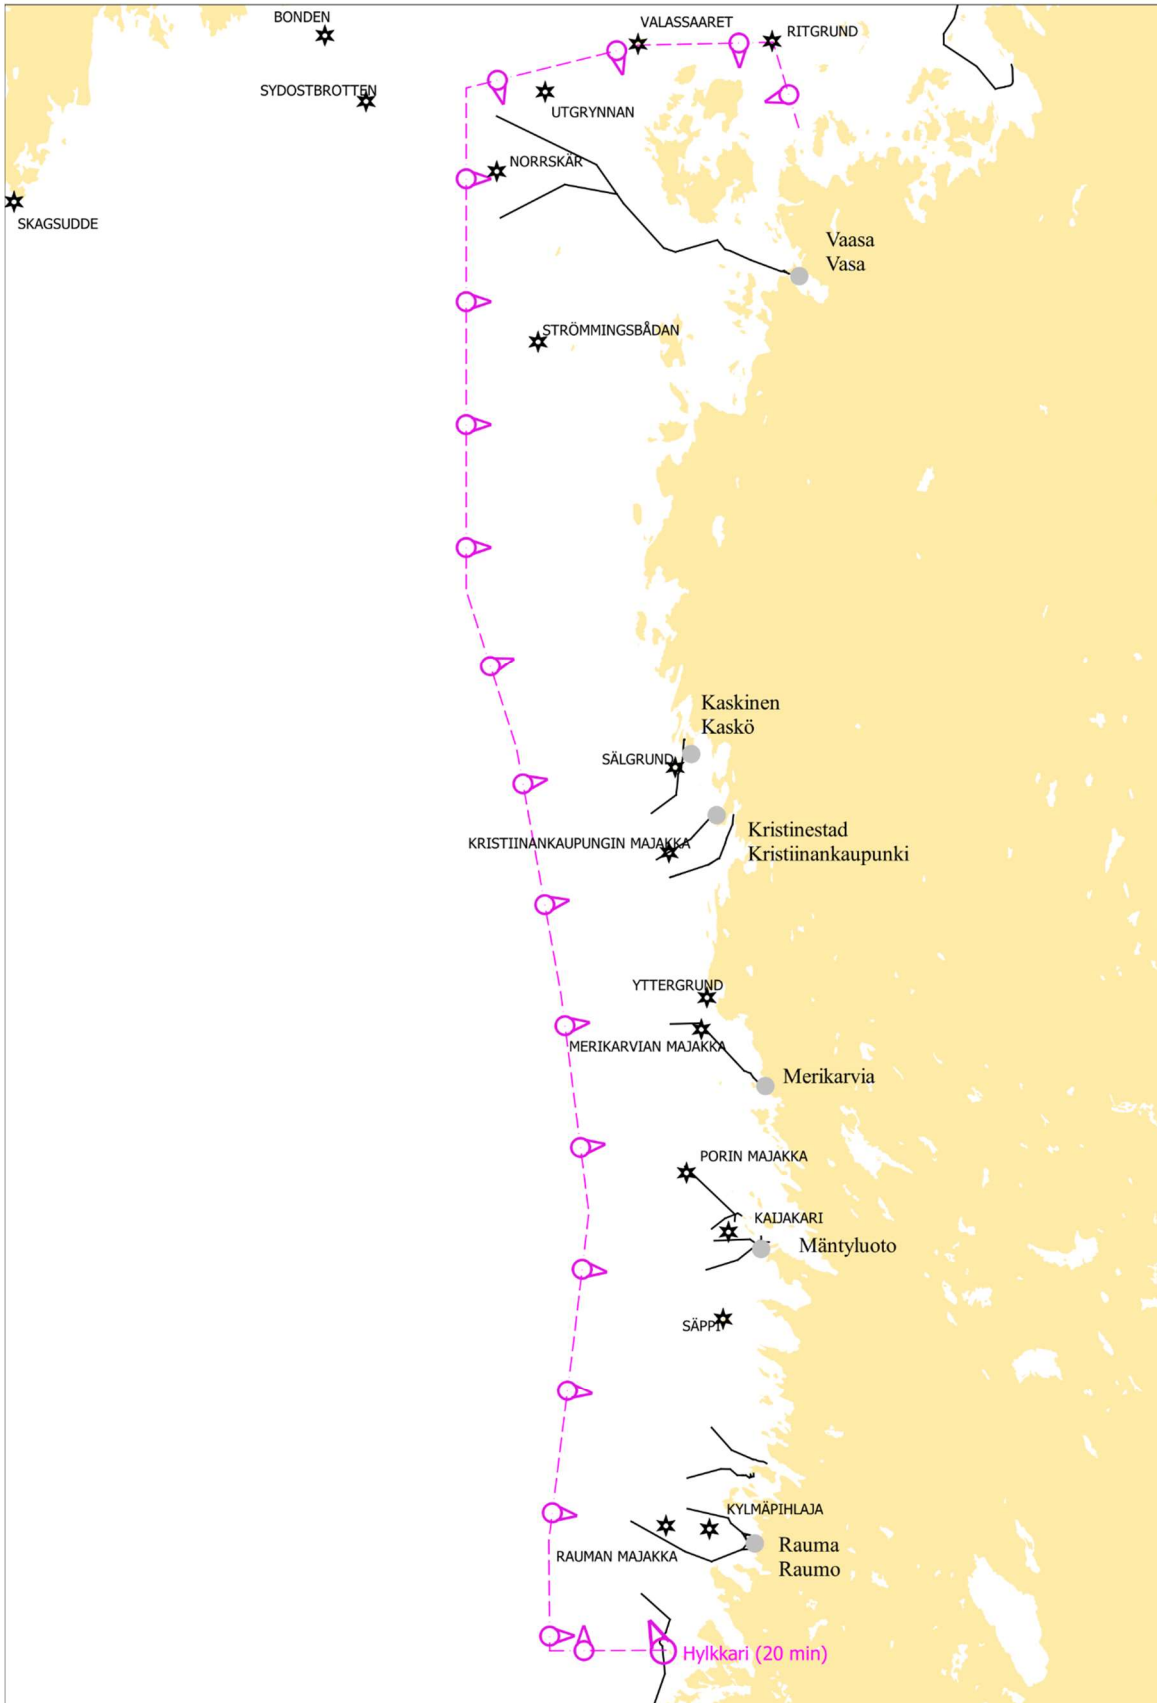 BONDEN
VALASSAARET
RITGRUND
SYDOSTBROTTEN
UTGRYNNAN
NORRSKÄR
SKAGSUDDE
Vaasa
Vasa
STRÖMMINGSBÅDAN
Kaskinen
Kaskö
SÄLGRUND
Kristinestad
Kristiinankaupunki
KRISTIINANKAUPUNGIN MAJAKKA
YTTERGRUND
MERIKARVIAN MAJAKKA
Merikarvia
PORIN MAJAKKA
KAIJAKARI
Mäntyluoto
SÄPPI
KYLMÄPIHLAJA
Rauma
Raumo
RAUMAN MAJAKKA
Hylkkari (20 min)